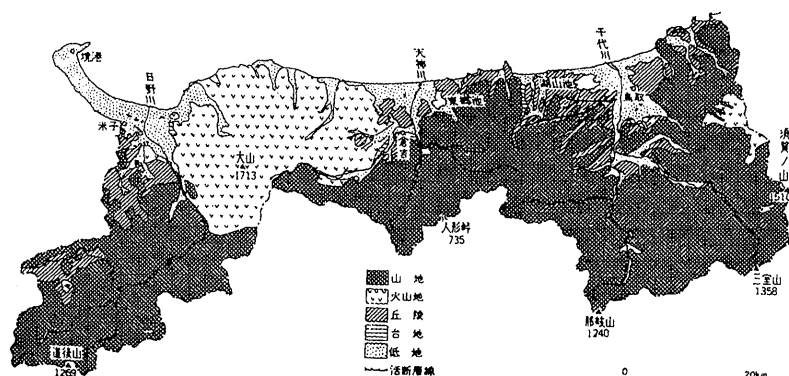 境港
日野川
米子
大山
1713
天神川
東郷池
倉吉
人形峠
735
湖山池
千代川
鳥取
須賀ノ山
1510
三室山
1358
那岐山
1240
道後山
1269
山地
火山地
丘陵
台地
低地
活断層線
0 20km